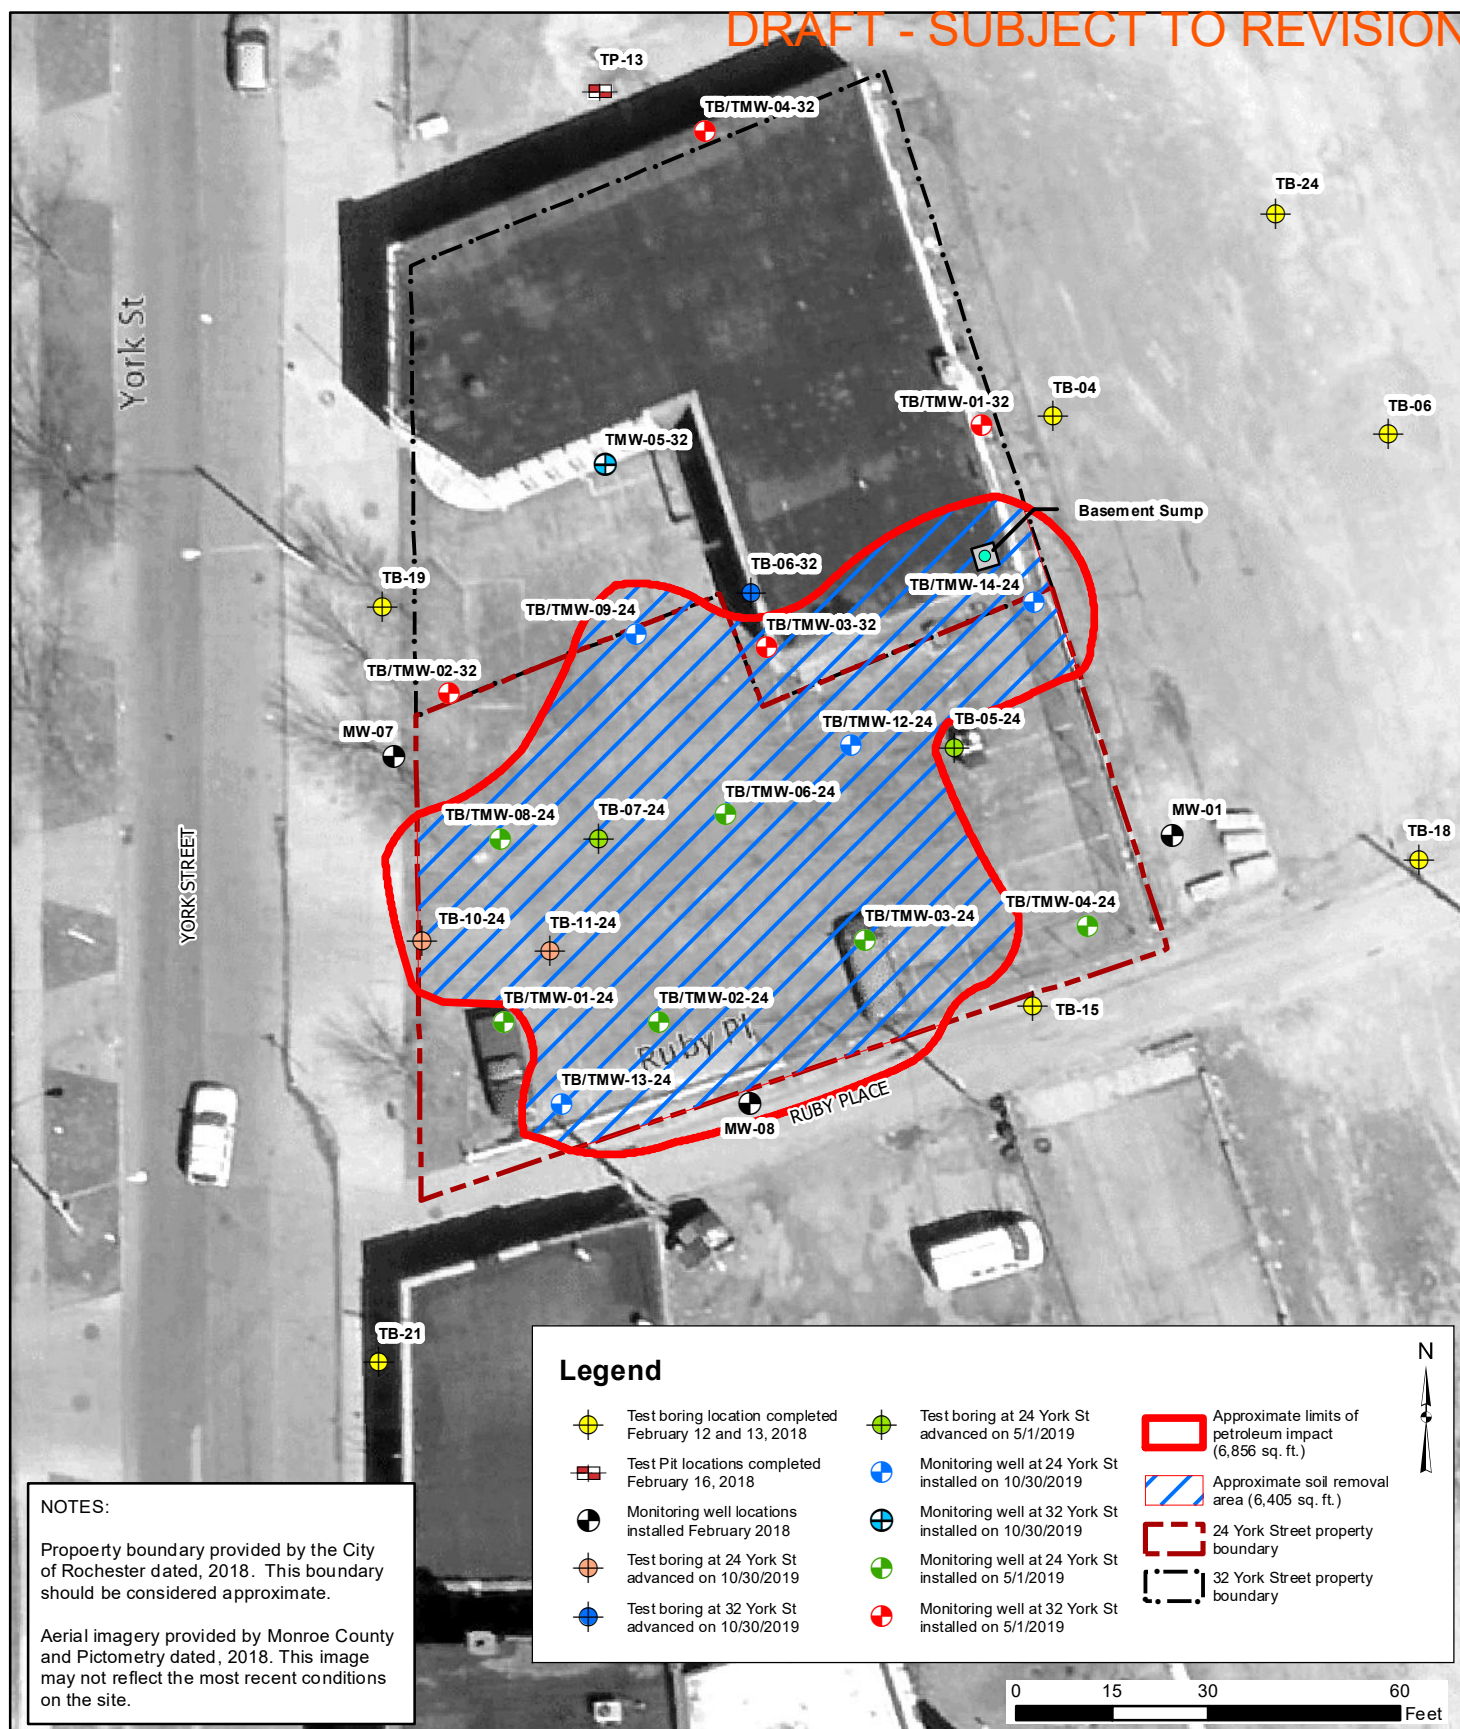 DRAFT - SUBJECT TO REVISION
TP-13
TB/TMW-04-32
TB-24
York St
TB/TMW-01-32
TB-04
TB-06
TMW-05-32
Basement Sump
TB-19
TB-06-32
TB/TMW-14-24
TB/TMW-09-24
TB/TMW-03-32
TB/TMW-02-32
MW-07
TB/TMW-12-24
TB-05-24
TB/TMW-06-24
TB/TMW-08-24
TB-07-24
MW-01
TB-18
YORK STREET
TB-10-24
TB-11-24
TB/TMW-03-24
TB/TMW-04-24
TB/TMW-01-24
TB/TMW-02-24
TB-15
Ruby Pl
TB/TMW-13-24
MW-08
RUBY PLACE
TB-21
Legend
N
Test boring location completed
February 12 and 13, 2018
Test Pit locations completed
February 16, 2018
Monitoring well locations
installed February 2018
Test boring at 24 York St
advanced on 10/30/2019
Test boring at 32 York St
advanced on 10/30/2019
Test boring at 24 York St
advanced on 5/1/2019
Monitoring well at 24 York St
installed on 10/30/2019
Monitoring well at 32 York St
installed on 10/30/2019
Monitoring well at 24 York St
installed on 5/1/2019
Monitoring well at 32 York St
installed on 5/1/2019
Approximate limits of
petroleum impact
(6,856 sq. ft.)
Approximate soil removal
area (6,405 sq. ft.)
24 York Street property
boundary
32 York Street property
boundary
NOTES:
Propoerty boundary provided by the City
of Rochester dated, 2018. This boundary
should be considered approximate.
Aerial imagery provided by Monroe County
and Pictometry dated, 2018. This image
may not reflect the most recent conditions
on the site.
0 15 30 60
Feet